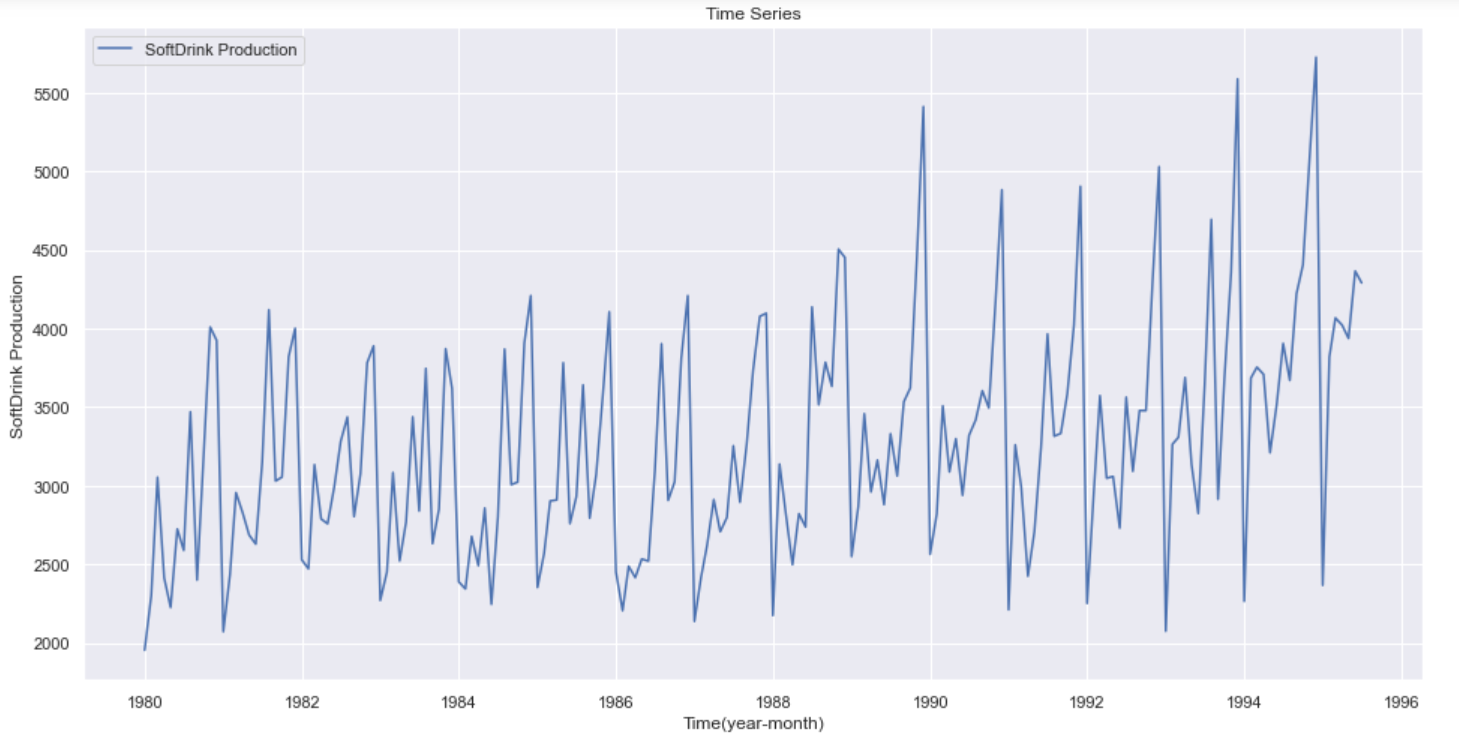 Time Series
SoftDrink Production
SoftDrink Production
5500
5000
4500
4000
3500
3000
2500
2000
1980 1982 1984 1986 1988 1990 1992 1994 1996
Time(year-month)